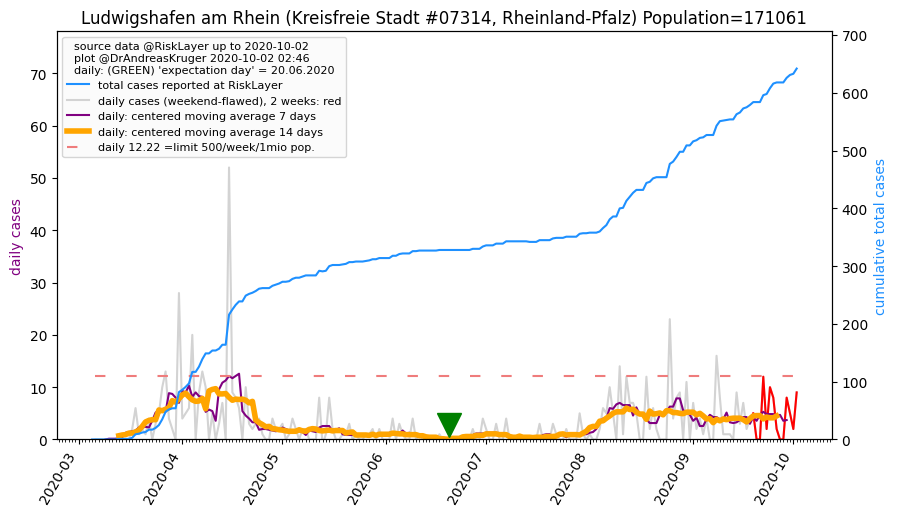 Ludwigshafen am Rhein (Kreisfreie Stadt #07314, Rheinland-Pfalz) Population=171061
source data @RiskLayer up to 2020-10-02
plot @DrAndreasKruger 2020-10-02 02:46
daily: (GREEN) 'expectation day' = 20.06.2020
total cases reported at RiskLayer
daily cases (weekend-flawed), 2 weeks: red
daily: centered moving average 7 days
daily: centered moving average 14 days
daily 12.22 =limit 500/week/1mio pop.
daily cases
70
60
50
40
30
20
10
0
700
600
500
400
300
200
100
0
cumulative total cases
2020-03
2020-04
2020-05
2020-06
2020-07
2020-08
2020-09
2020-10